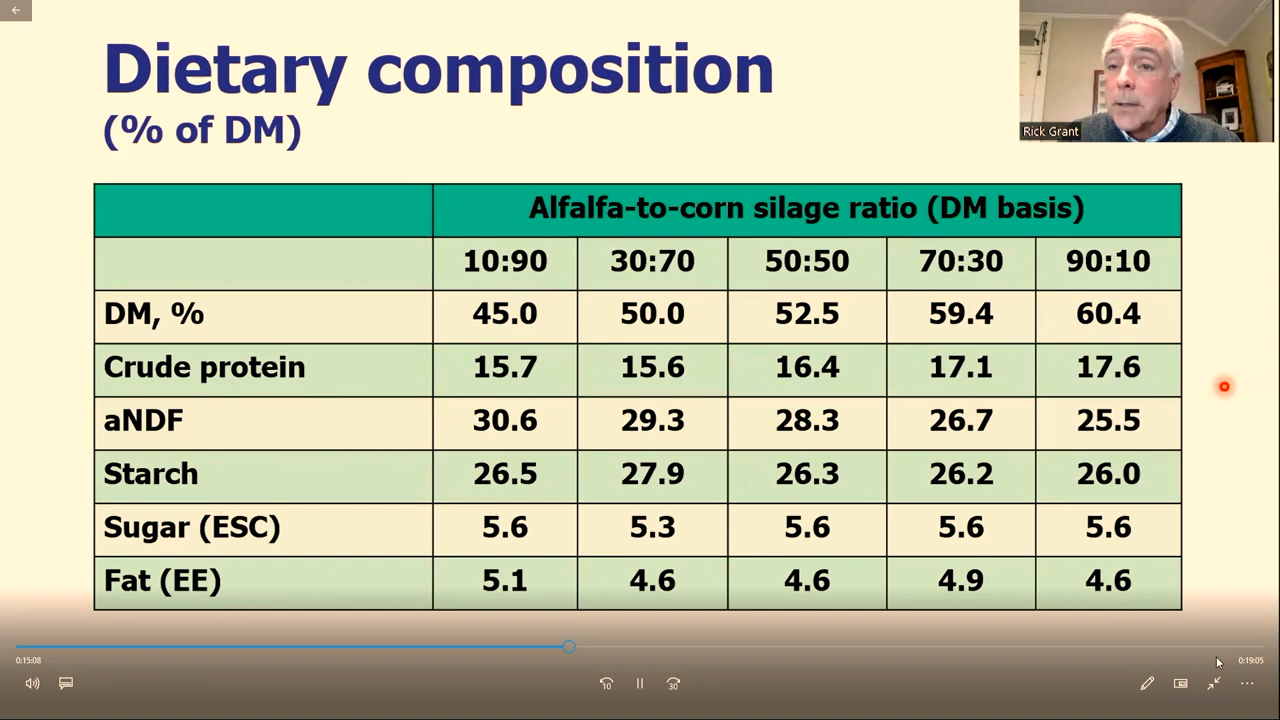 Dietary composition
(% of DM)
Rick Grant
Alfalfa-to-corn silage ratio (DM basis)
10:90 30:70 50:50 70:30 90:10
DM, % 45.0 50.0 52.5 59.4 60.4
Crude protein 15.7 15.6 16.4 17.1 17.6
aNDF 30.6 29.3 28.3 26.7 25.5
Starch 26.5 27.9 26.3 26.2 26.0
Sugar (ESC) 5.6 5.3 5.6 5.6 5.6
Fat (EE) 5.1 4.6 4.6 4.9 4.6
0:15:08 0:19:05
10 30